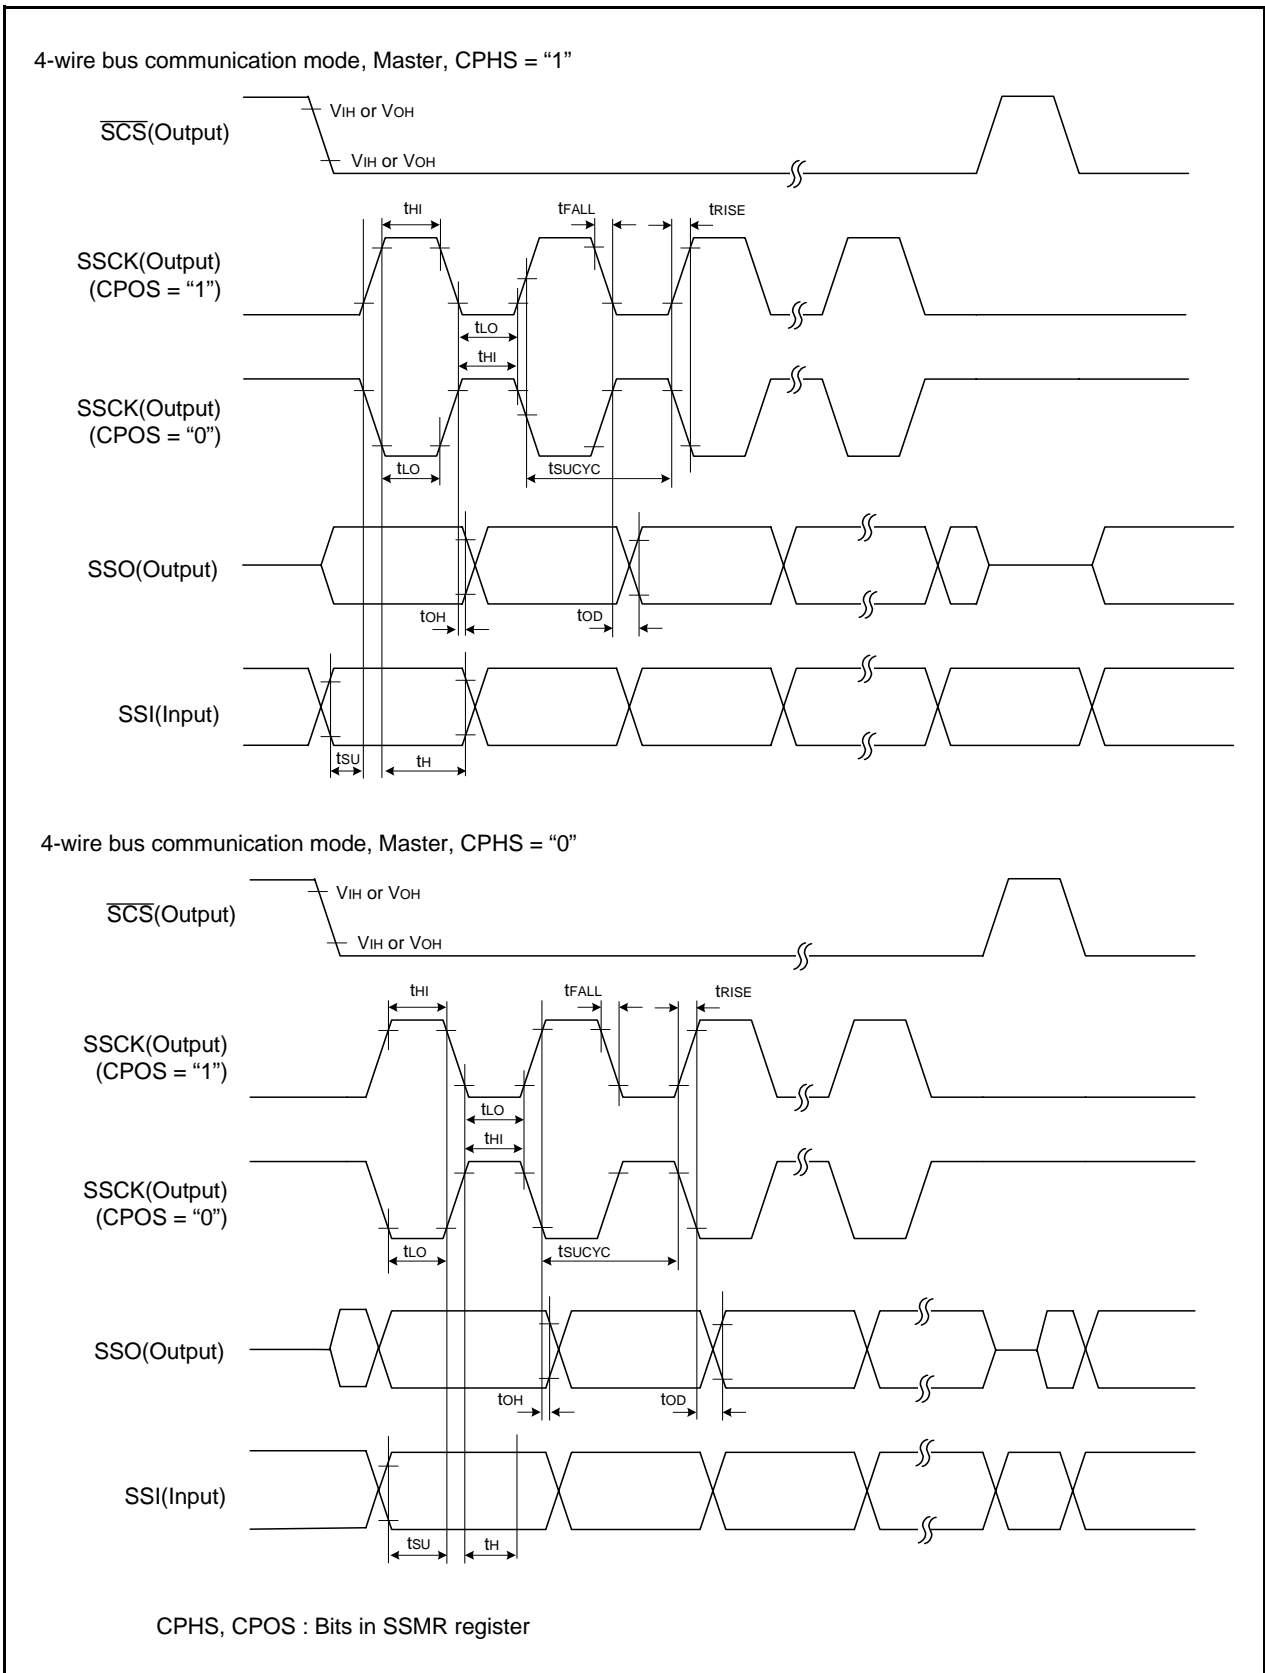 4-wire bus communication mode, Master, CPHS = “1”
VIH or VOH
SCS(Output)
VIH or VOH
tHI
tFALL
tRISE
SSCK(Output)
(CPOS = “1”)
tLO
tHI
SSCK(Output)
(CPOS = “0”)
tLO
tSUCYC
SSO(Output)
tOH
tOD
SSI(Input)
tSU
tH
4-wire bus communication mode, Master, CPHS = “0”
VIH or VOH
SCS(Output)
VIH or VOH
tHI
tFALL
tRISE
SSCK(Output)
(CPOS = “1”)
tLO
tHI
SSCK(Output)
(CPOS = “0”)
tLO
tSUCYC
SSO(Output)
tOH
tOD
SSI(Input)
tSU
tH
CPHS, CPOS : Bits in SSMR register